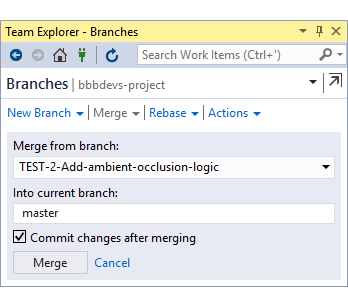 Team Explorer - Branches
Search Work Items (Ctrl+')
Branches | bbbdevs-project
New Branch | Merge | Rebase | Actions
Merge from branch:
TEST-2-Add-ambient-occlusion-logic
Into current branch:
master
Commit changes after merging
Merge Cancel